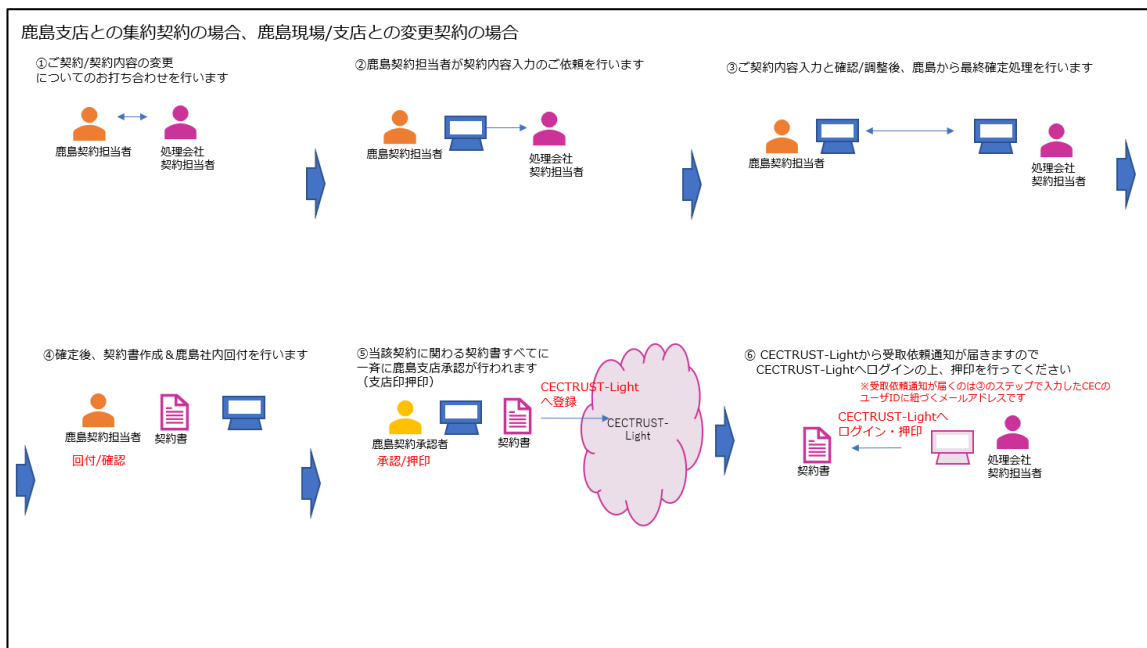 鹿島支店との集約契約の場合、鹿島現場/支店との変更契約の場合
①ご契約/契約内容の変更
についてのお打ち合わせを行います
鹿島契約担当者
処理会社
契約担当者
②鹿島契約担当者が契約内容入力のご依頼を行います
鹿島契約担当者
処理会社
契約担当者
③ご契約内容入力と確認/調整後、鹿島から最終確定処理を行います
鹿島契約担当者
処理会社
契約担当者
④確定後、契約書作成＆鹿島社内回付を行います
鹿島契約担当者
契約書
回付/確認
⑤当該契約に関わる契約書すべてに
一斉に鹿島支店承認が行われます
（支店印押印）
CECTRUST-Light
へ登録
鹿島契約承認者
契約書
承認/押印
CECTRUST-
Light
⑥ CECTRUST-Lightから受取依頼通知が届きますので
CECTRUST-Lightへログインの上、押印を行ってください
※受取依頼通知が届くのは③のステップで入力したCECの
ユーザIDに紐づくメールアドレスです
CECTRUST-Lightへ
ログイン・押印
契約書
処理会社
契約担当者